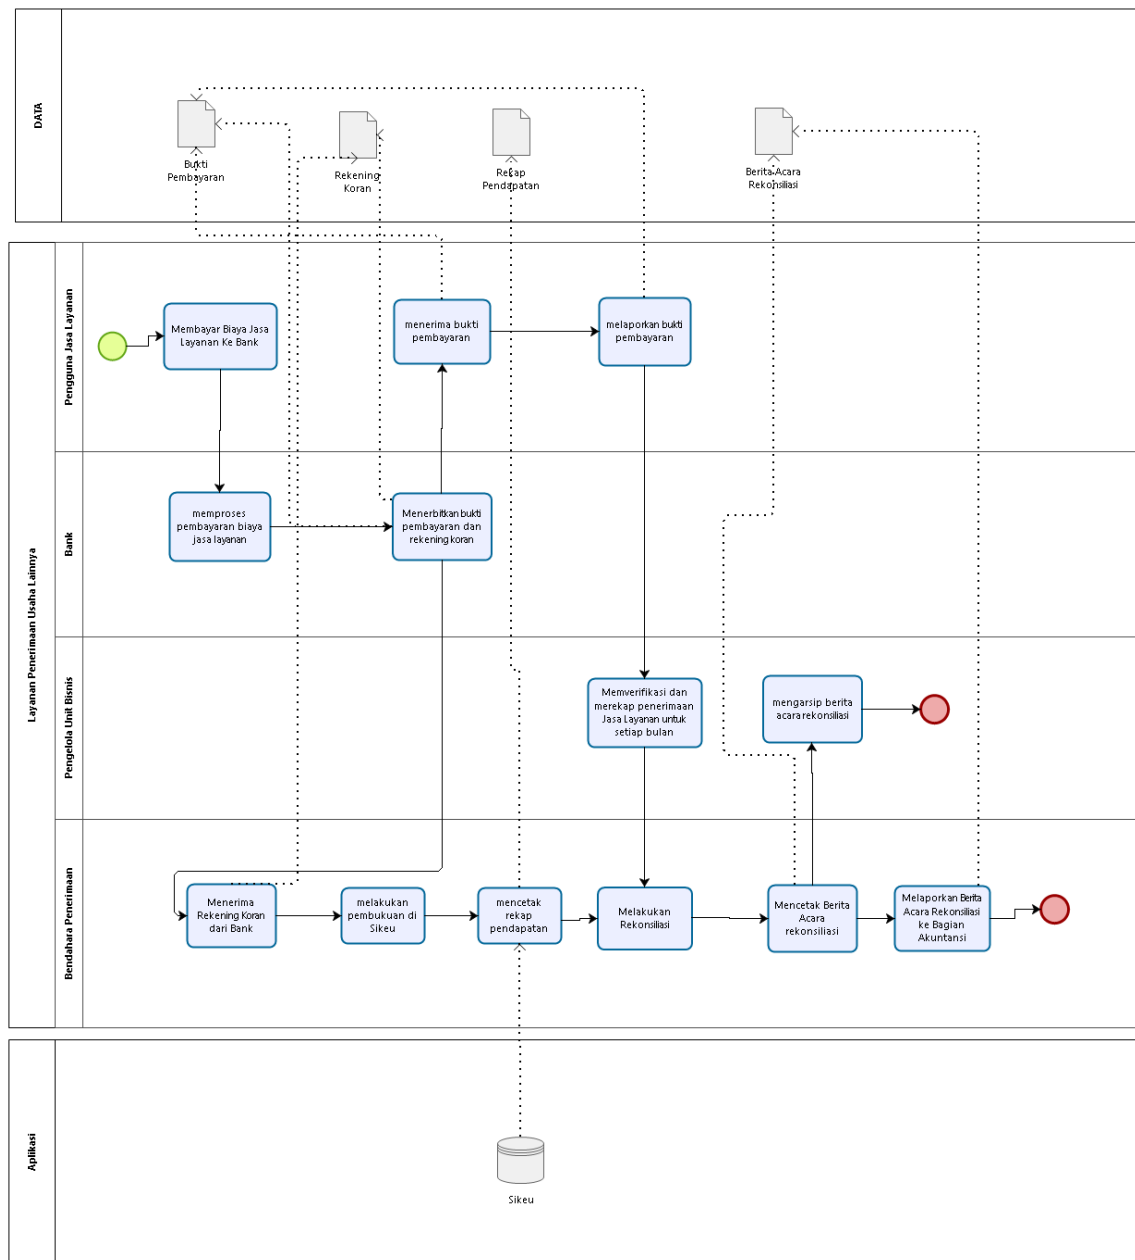 DATA
Bukti
Pembayaran
Rekening
Koran
Rekap
Pendapatan
Berita Acara
Rekonsiliasi
Layanan Penerimaan Usaha Lainnya
Pengguna Jasa Layanan
Membayar Biaya Jasa
Layanan Ke Bank
menerima bukti
pembayaran
melaporkan bukti
pembayaran
Bank
memproses
pembayaran biaya
jasa layanan
Menerbitkan bukti
pembayaran dan
rekening koran
Pengelola Unit Bisnis
Memverifikasi dan
merekap penerimaan
Jasa Layanan untuk
setiap bulan
mengarsip berita
acara rekonsiliasi
Bendahara Penerimaan
Menerima
Rekening Koran
dari Bank
melakukan
pembukuan di
Sikeu
mencetak
rekap
pendapatan
Melakukan
Rekonsiliasi
Mencetak Berita
Acara
rekonsiliasi
Melaporkan Berita
Acara Rekonsiliasi
ke Bagian
Akuntansi
Aplikasi
Sikeu